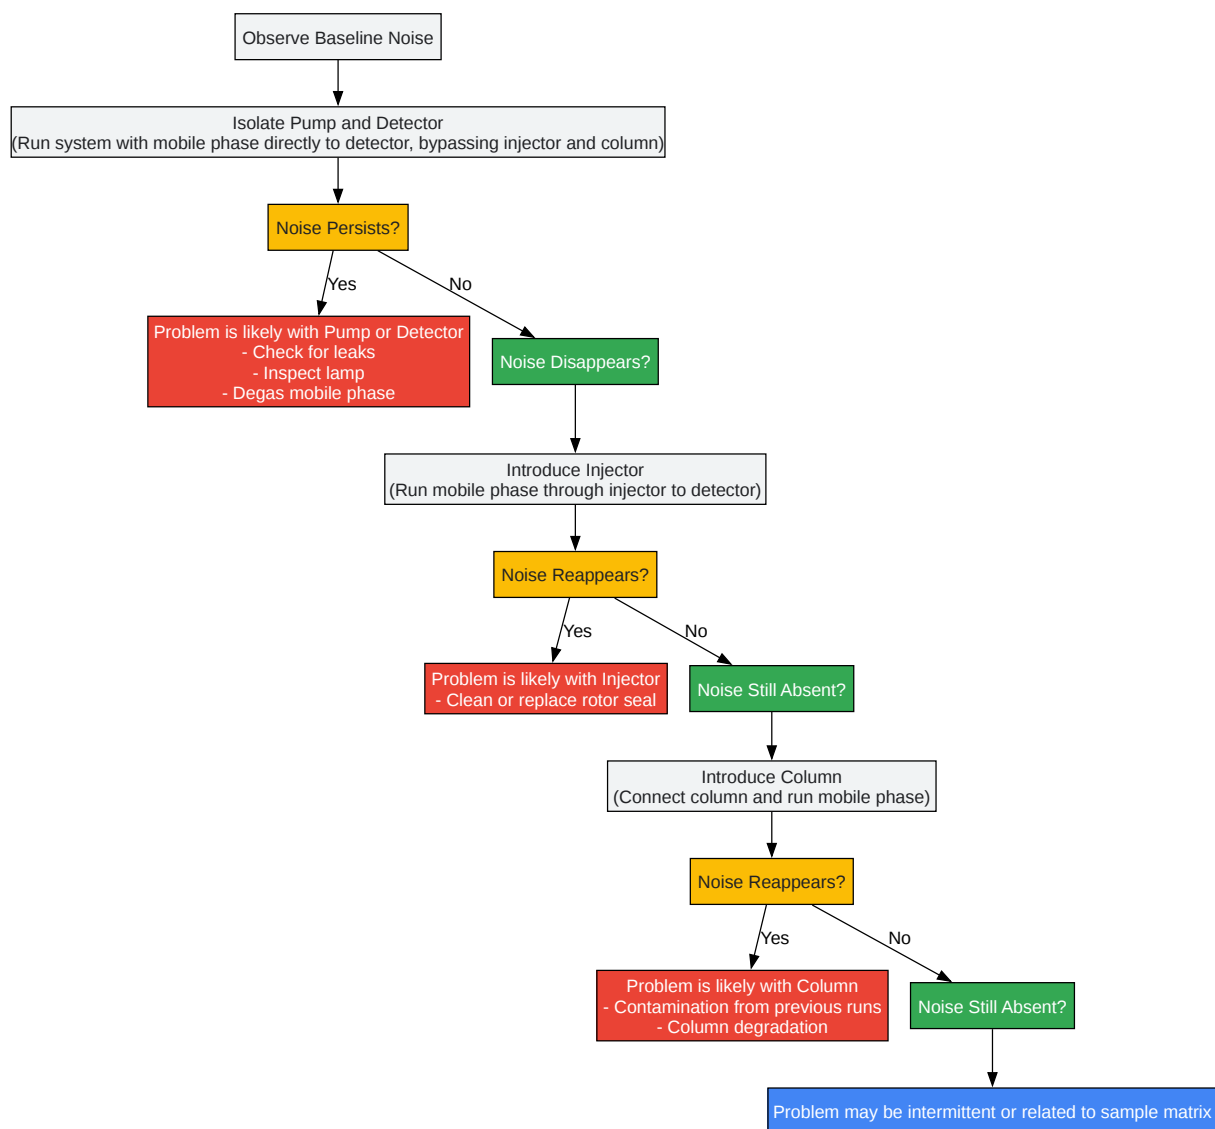 Observe Baseline Noise
Isolate Pump and Detector
(Run system with mobile phase directly to detector, bypassing injector and column)
Noise Persists?
Yes
No
Problem is likely with Pump or Detector
- Check for leaks
- Inspect lamp
- Degas mobile phase
Noise Disappears?
Introduce Injector
(Run mobile phase through injector to detector)
Noise Reappears?
Yes
No
Problem is likely with Injector
- Clean or replace rotor seal
Noise Still Absent?
Introduce Column
(Connect column and run mobile phase)
Noise Reappears?
Yes
No
Problem is likely with Column
- Contamination from previous runs
- Column degradation
Noise Still Absent?
Problem may be intermittent or related to sample matrix